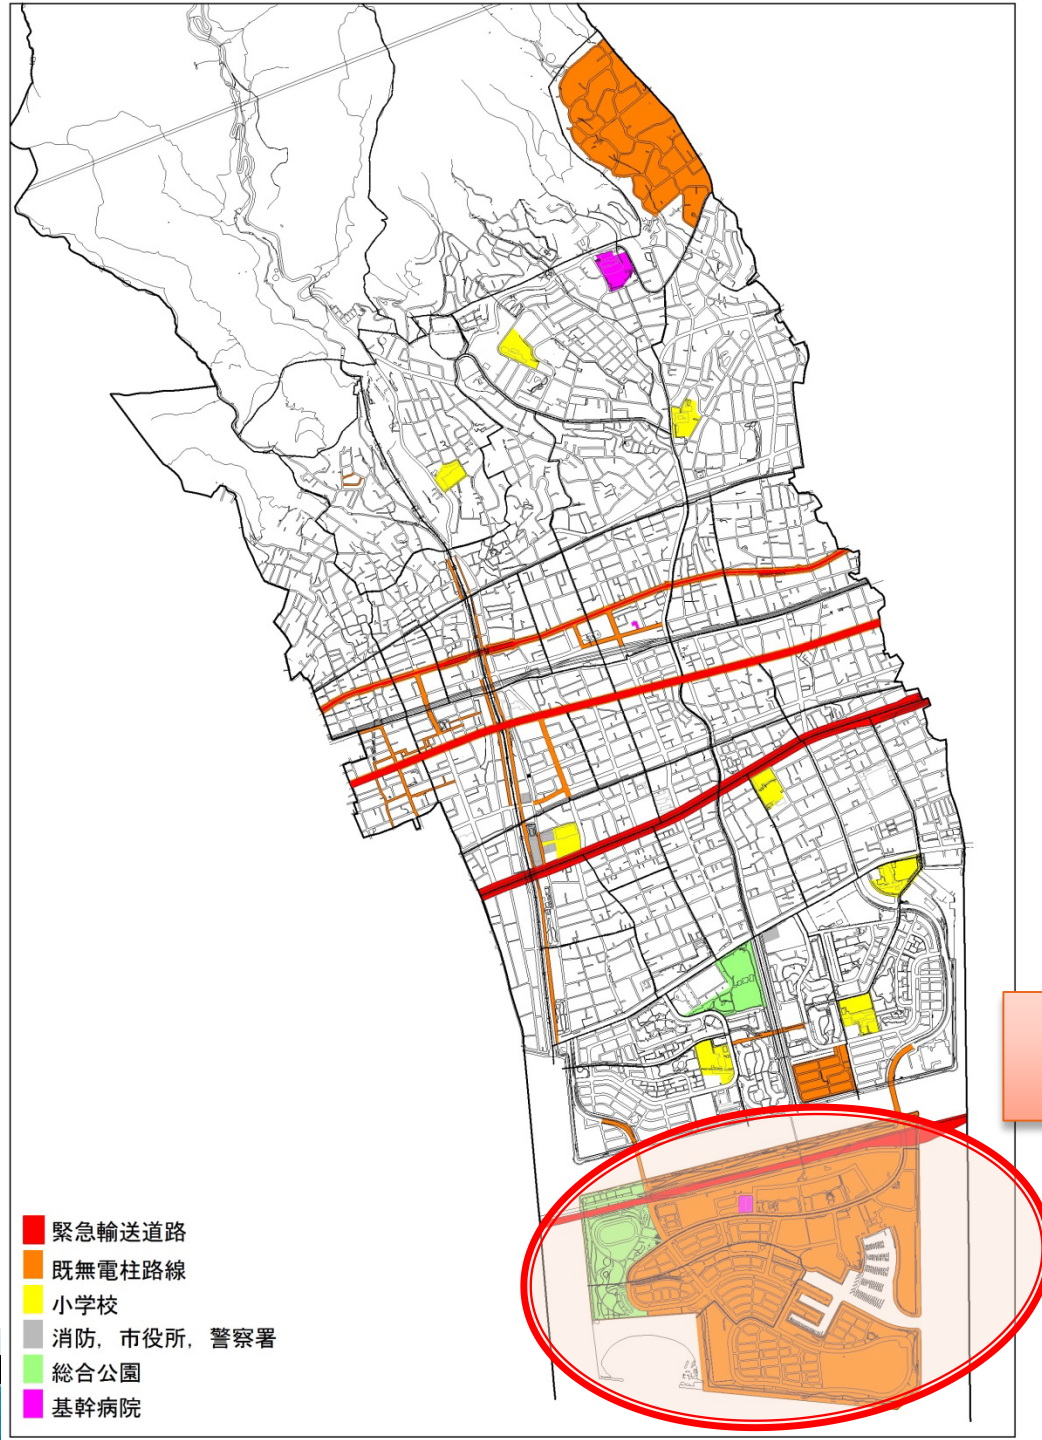 緊急輸送道路
既無電柱路線
小学校
消防，市役所，警察署
総合公園
基幹病院